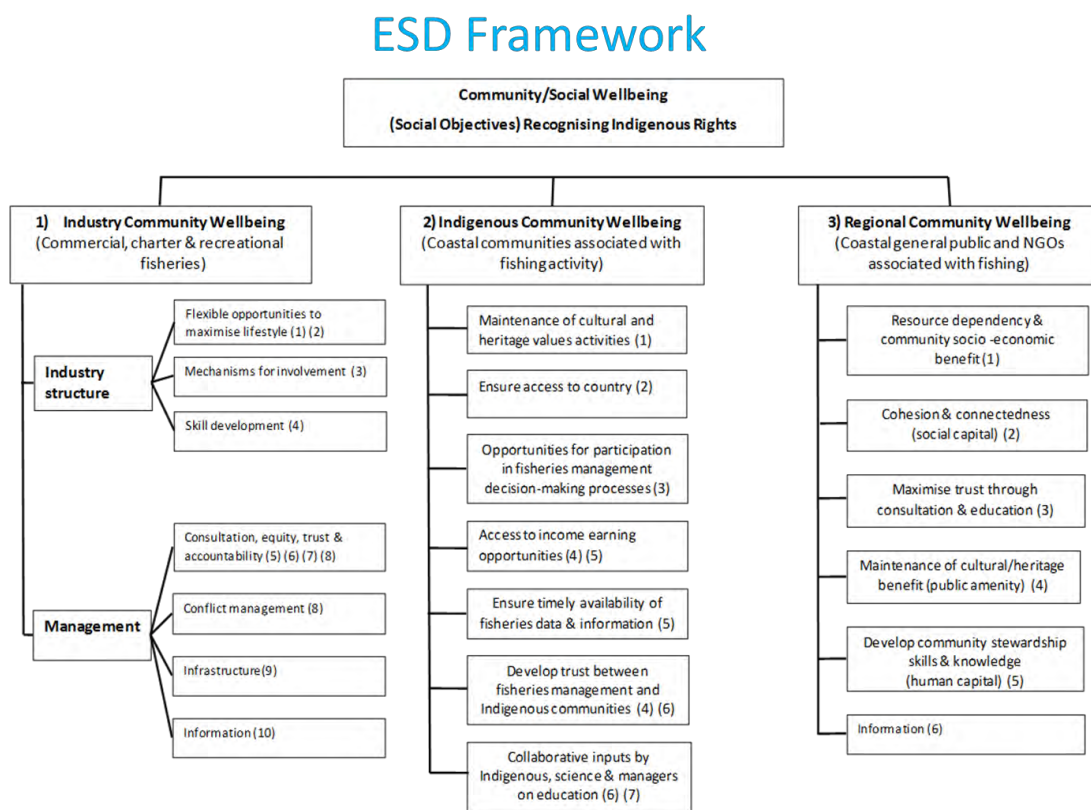 ESD Framework
Community/Social Wellbeing
(Social Objectives) Recognising Indigenous Rights
1) Industry Community Wellbeing
(Commercial, charter & recreational
fisheries)
Industry
structure
Flexible opportunities to
maximise lifestyle (1) (2)
Mechanisms for involvement (3)
Skill development (4)
Management
Consultation, equity, trust &
accountability (5) (6) (7) (8)
Conflict management (8)
Infrastructure(9)
Information (10)
2) Indigenous Community Wellbeing
(Coastal communities associated with
fishing activity)
Maintenance of cultural and
heritage values activities (1)
Ensure access to country (2)
Opportunities for participation
in fisheries management
decision-making processes (3)
Access to income earning
opportunities (4) (5)
Ensure timely availability of
fisheries data & information (5)
Develop trust between
fisheries management and
Indigenous communities (4) (6)
Collaborative inputs by
Indigenous, science & managers
on education (6) (7)
3) Regional Community Wellbeing
(Coastal general public and NGOs
associated with fishing)
Resource dependency &
community socio -economic
benefit (1)
Cohesion & connectedness
(social capital) (2)
Maximise trust through
consultation & education (3)
Maintenance of cultural/heritage
benefit (public amenity) (4)
Develop community stewardship
skills & knowledge
(human capital) (5)
Information (6)